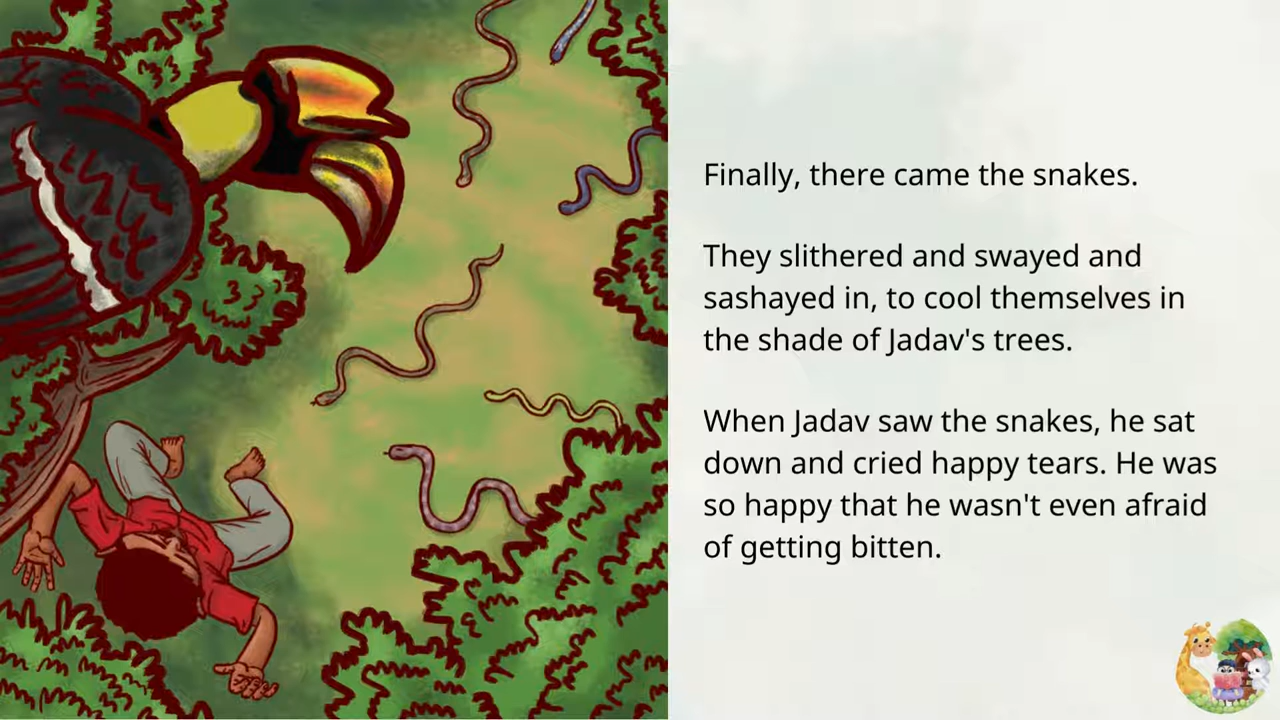 Finally, there came the snakes.
They slithered and swayed and
sashayed in, to cool themselves in
the shade of Jadav's trees.
When Jadav saw the snakes, he sat
down and cried happy tears. He was
so happy that he wasn't even afraid
of getting bitten.